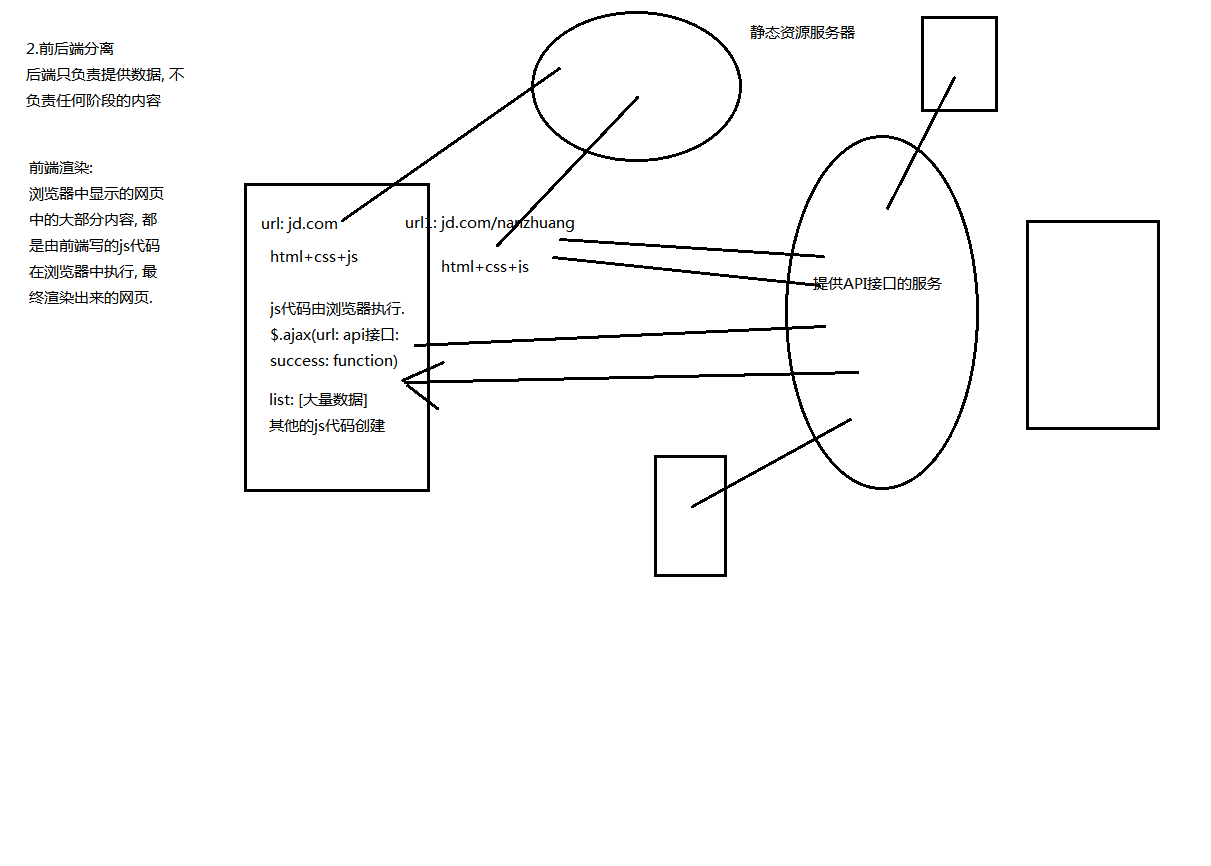 2.前后端分离
后端只负责提供数据, 不
负责任何阶段的内容
静态资源服务器
前端渲染:
浏览器中显示的网页
中的大部分内容, 都
是由前端写的js代码
在浏览器中执行, 最
终渲染出来的网页.
url: jd.com
html+css+js
js代码由浏览器执行.
$.ajax(url: api接口:
success: function)
list: [大量数据]
其他的js代码创建
url1: jd.com/nanzhuang
html+css+js
提供API接口的服务